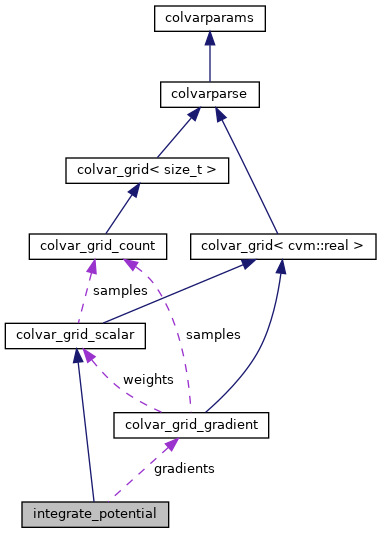 colvarparams
colvarparse
colvar_grid< size_t >
colvar_grid_count
colvar_grid< cvm::real >
samples
colvar_grid_scalar
samples
weights
colvar_grid_gradient
gradients
integrate_potential